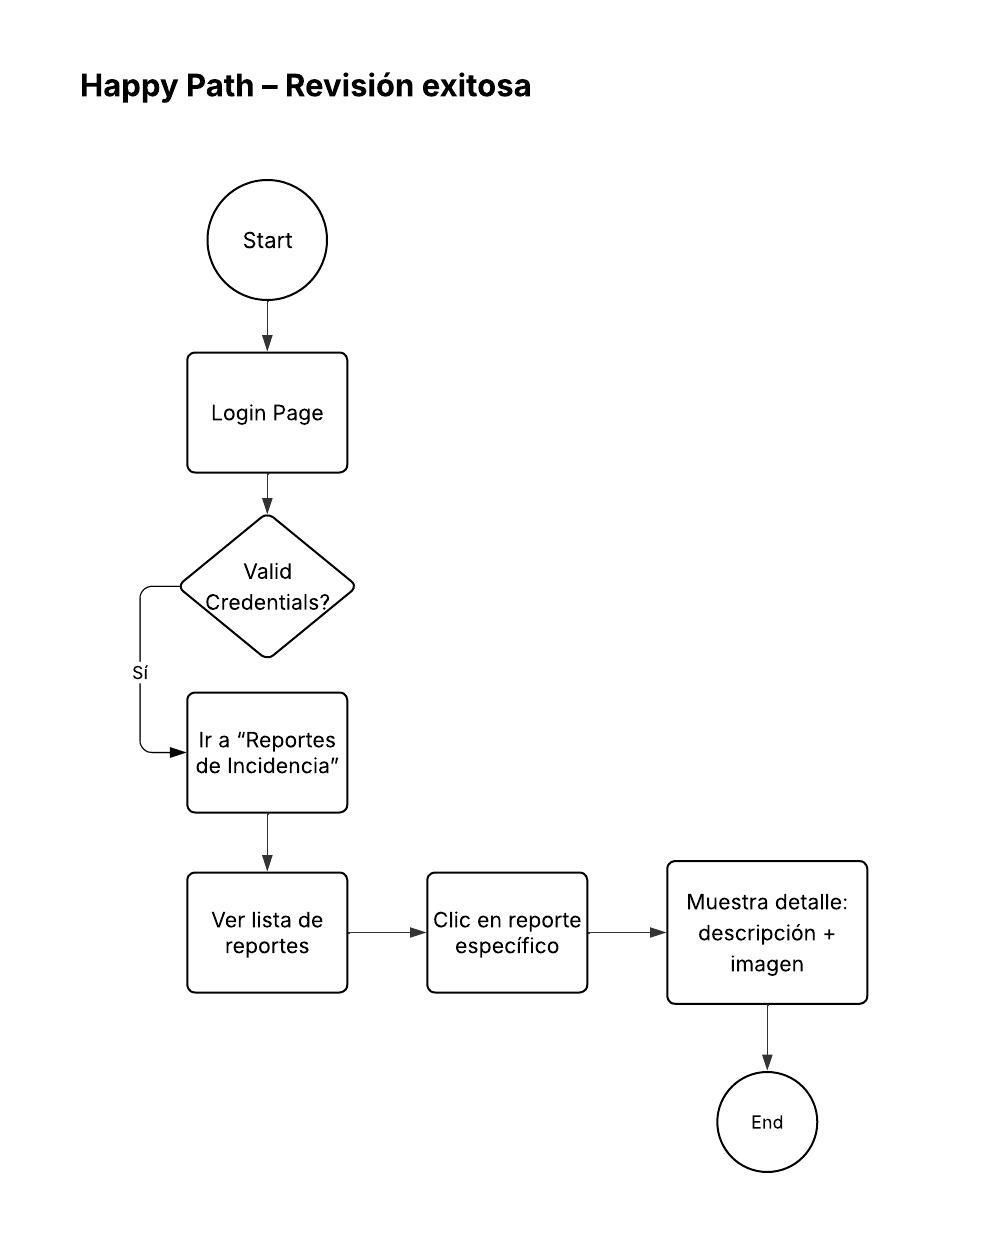 Happy Path – Revisión exitosa
Start
Login Page
Valid
Credentials?
Sí
Ir a “Reportes
de Incidencia”
Ver lista de
reportes
Clic en reporte
específico
Muestra detalle:
descripción +
imagen
End